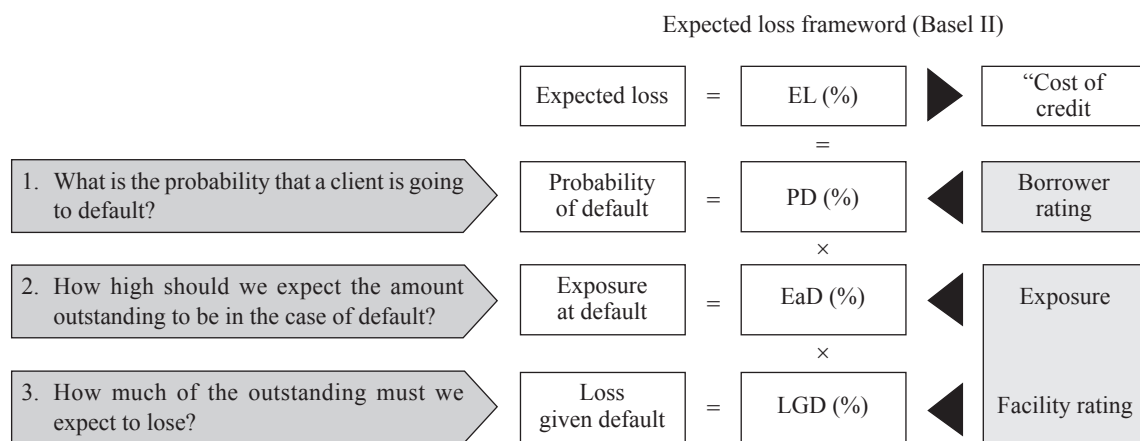 Expected loss frameword (Basel II)
Expected loss = EL (%) “Cost of
credit
=
1. What is the probability that a client is going
to default?
Probability
of default
= PD (%)
Borrower
rating
×
2. How high should we expect the amount
outstanding to be in the case of default?
Exposure
at default
= EaD (%)
Exposure
×
3. How much of the outstanding must we
expect to lose?
Loss
given default
= LGD (%)
Facility rating